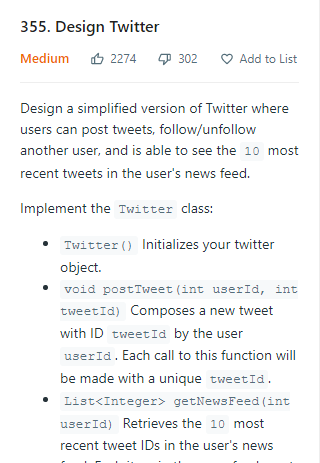 355. Design Twitter
Medium 2274 302 Add to List
Design a simplified version of Twitter where
users can post tweets, follow/unfollow
another user, and is able to see the 10 most
recent tweets in the user's news feed.
Implement the Twitter class:
• Twitter() Initializes your twitter
object.
• void postTweet(int userId, int
tweetId) Composes a new tweet
with ID tweetId by the user
userId. Each call to this function will
be made with a unique tweetId.
• List<Integer> getNewsFeed(int
userId) Retrieves the 10 most
recent tweet IDs in the user's news